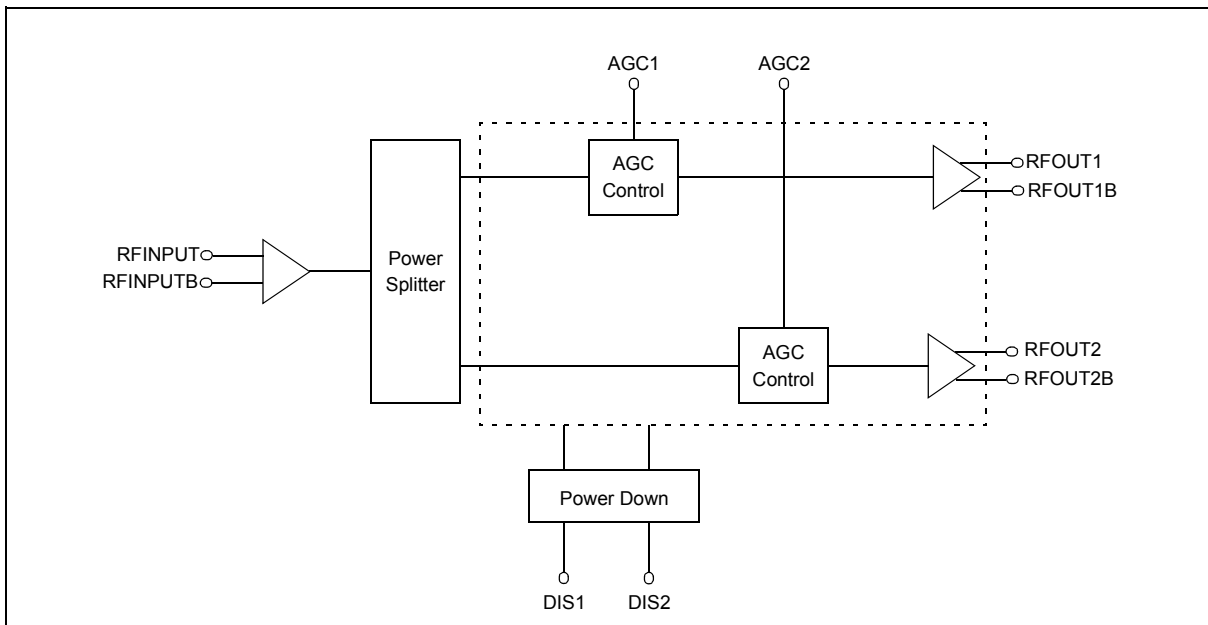 AGC1
AGC2
AGC
Control
RFOUT1
RFOUT1B
RFINPUT
RFINPUTB
Power
Splitter
AGC
Control
RFOUT2
RFOUT2B
Power Down
DIS1
DIS2